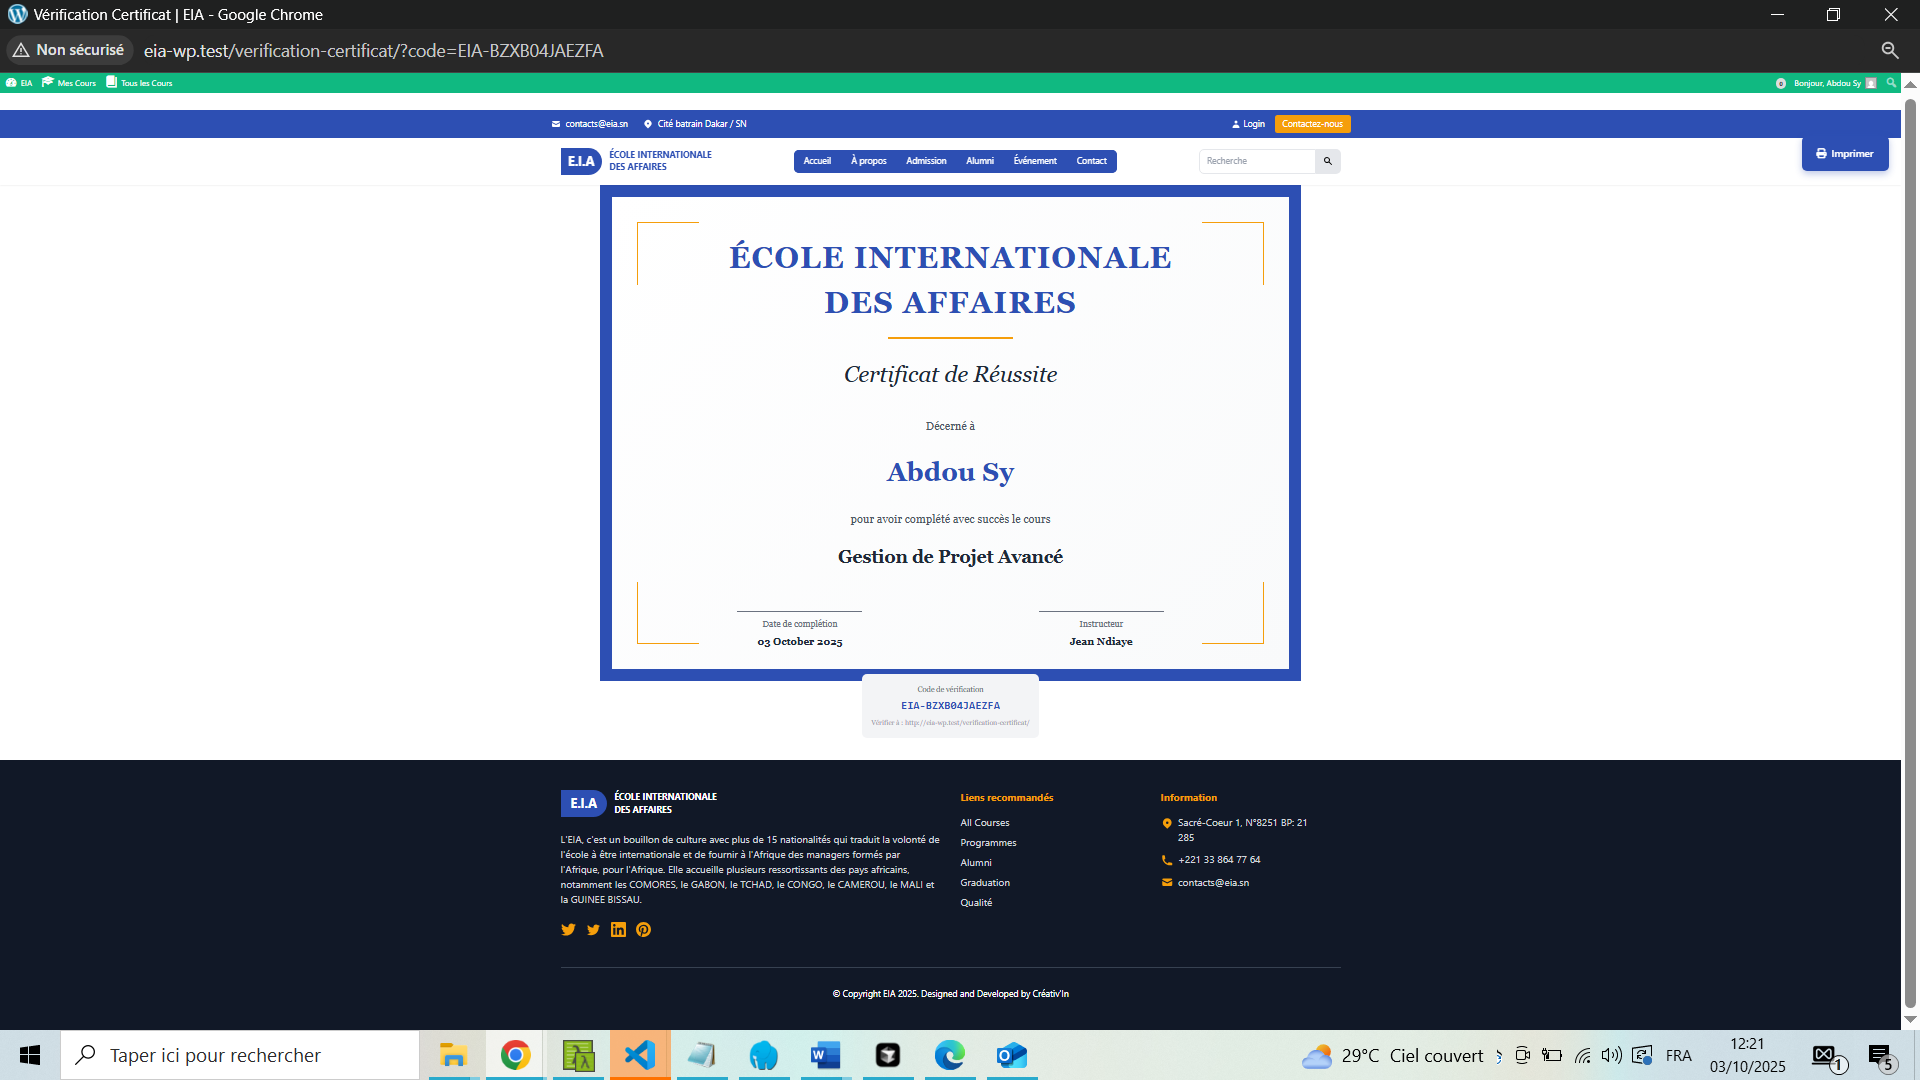 Vérification Certificat | EIA - Google Chrome
Non sécurisé
eia-wp.test/verification-certificat/?code=EIA-BZXB04JAEZFA
EIA Mes Cours Tous les Cours
0 Bonjour, Abdou Sy
contacts@eia.sn Cité batrain Dakar / SN
Login Contactez-nous
E.I.A ÉCOLE INTERNATIONALE
DES AFFAIRES
Accueil À propos Admission Alumni Événement Contact
Recherche
Imprimer
ÉCOLE INTERNATIONALE
DES AFFAIRES
Certificat de Réussite
Décerné à
Abdou Sy
pour avoir complété avec succès le cours
Gestion de Projet Avancé
Date de complétion
03 October 2025
Instructeur
Jean Ndiaye
Code de vérification
EIA-BZXB04JAEZFA
Vérifier à : http://eia-wp.test/verification-certificat/
E.I.A ÉCOLE INTERNATIONALE
DES AFFAIRES
L'EIA, c'est un bouillon de culture avec plus de 15 nationalités qui traduit la volonté de
l'école à être internationale et de fournir à l'Afrique des managers formés par
l'Afrique, pour l'Afrique. Elle accueille plusieurs ressortissants des pays africains,
notamment les COMORES, le GABON, le TCHAD, le CONGO, le CAMEROU, le MALI et
la GUINEE BISSAU.
Liens recommandés
All Courses
Programmes
Alumni
Graduation
Qualité
Information
Sacré-Coeur 1, N°8251 BP: 21
285
+221 33 864 77 64
contacts@eia.sn
© Copyright EIA 2025. Designed and Developed by Créativ'In
Taper ici pour rechercher
29°C Ciel couvert
FRA
12:21
03/10/2025
1
5